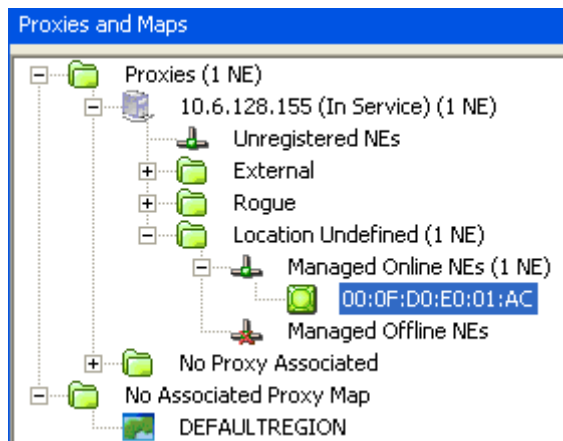 Proxies and Maps
Proxies (1 NE)
10.6.128.155 (In Service) (1 NE)
Unregistered NEs
External
Rogue
Location Undefined (1 NE)
Managed Online NEs (1 NE)
00:0F:D0:E0:01:AC
Managed Offline NEs
No Proxy Associated
No Associated Proxy Map
DEFAULTREGION